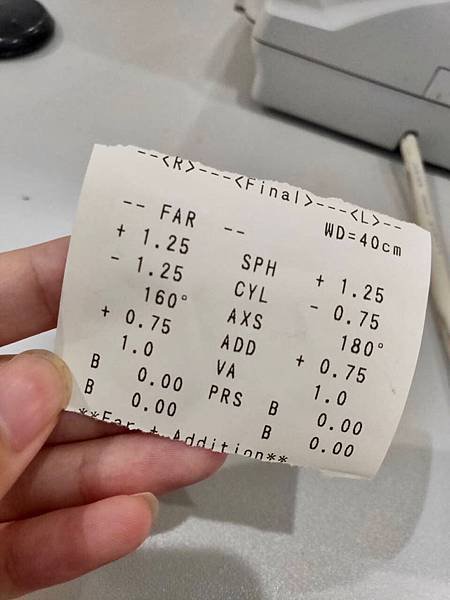 --<R>---<Final>---<L>--
-- FAR -- WD=40cm
+ 1.25 SPH + 1.25
- 1.25 CYL - 0.75
160° AXS 180°
+ 0.75 ADD + 0.75
1.0 VA 1.0
B 0.00 PRS B 0.00
B 0.00 B 0.00
**Far + Addition**